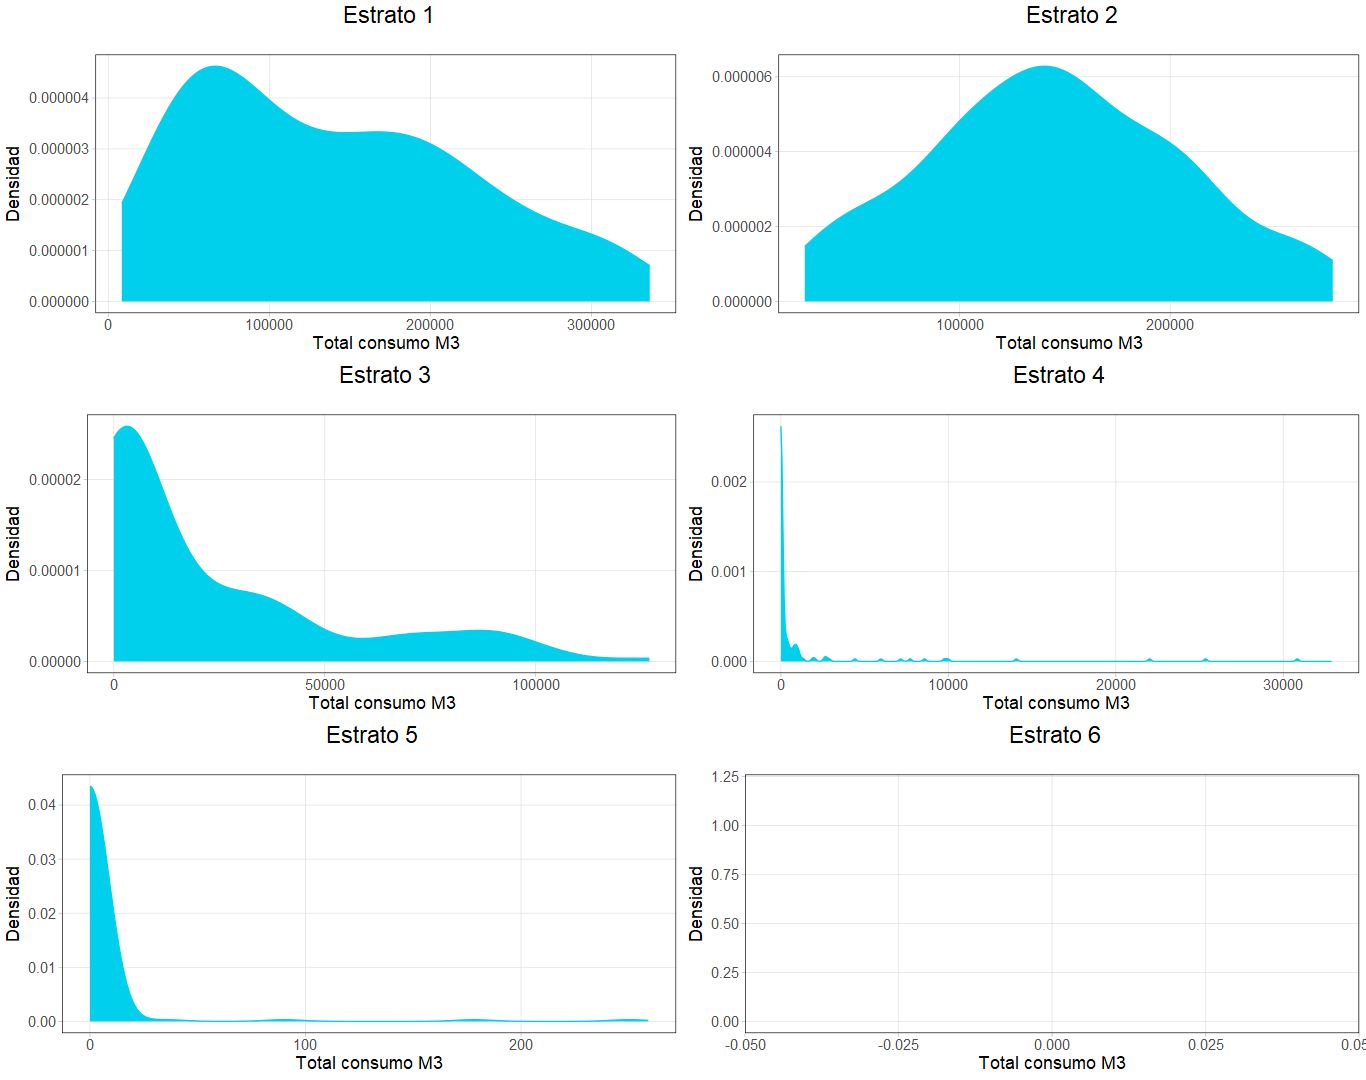 Estrato 1
Densidad
0.000004
0.000003
0.000002
0.000001
0.000000
0 100000 200000 300000
Total consumo M3
Estrato 2
Densidad
0.000006
0.000004
0.000002
0.000000
100000 200000
Total consumo M3
Estrato 3
Densidad
0.00002
0.00001
0.00000
0 50000 100000
Total consumo M3
Estrato 4
Densidad
0.002
0.001
0.000
0 10000 20000 30000
Total consumo M3
Estrato 5
Densidad
0.04
0.03
0.02
0.01
0.00
0 100 200
Total consumo M3
Estrato 6
Densidad
1.25
1.00
0.75
0.50
0.25
0.00
-0.050 -0.025 0.000 0.025 0.05
Total consumo M3